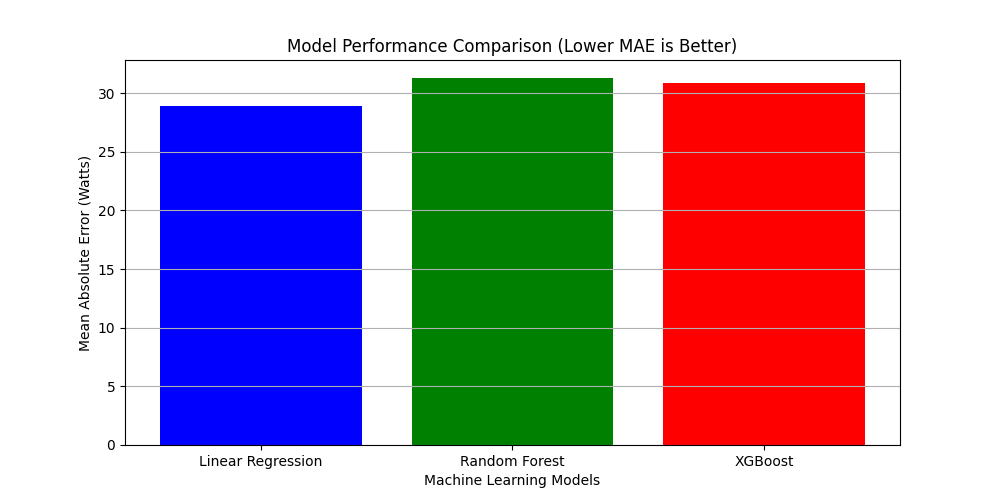 Model Performance Comparison (Lower MAE is Better)
Mean Absolute Error (Watts)
30
25
20
15
10
5
0
Linear Regression
Random Forest
XGBoost
Machine Learning Models